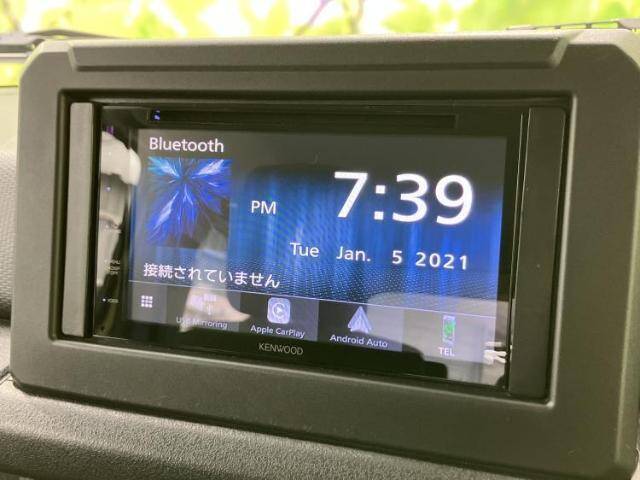 Bluetooth
PM 7:39
Tue Jan. 5 2021
接続されていません
USB Mirroring
Apple CarPlay
Android Auto
TEL
KENWOOD